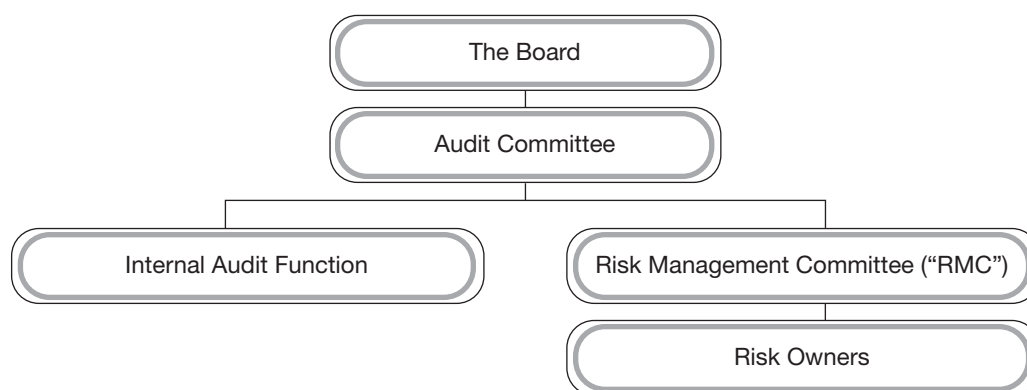 The Board
Audit Committee
Internal Audit Function
Risk Management Committee (“RMC”)
Risk Owners